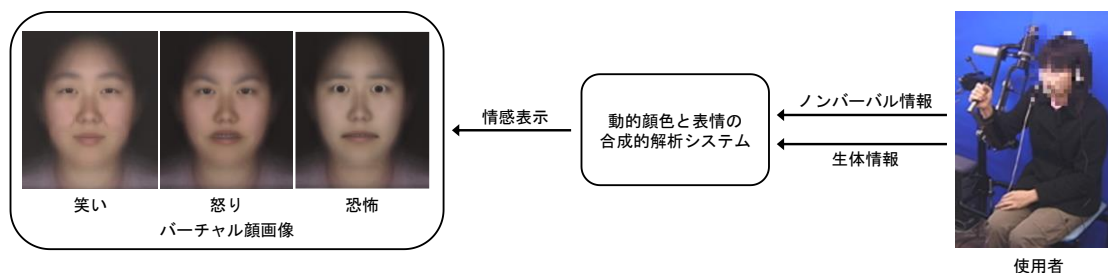 笑い
怒り
恐怖
バーチャル顔画像
情感表示
動的顔色と表情の
合成的解析システム
ノンバーバル情報
生体情報
使用者